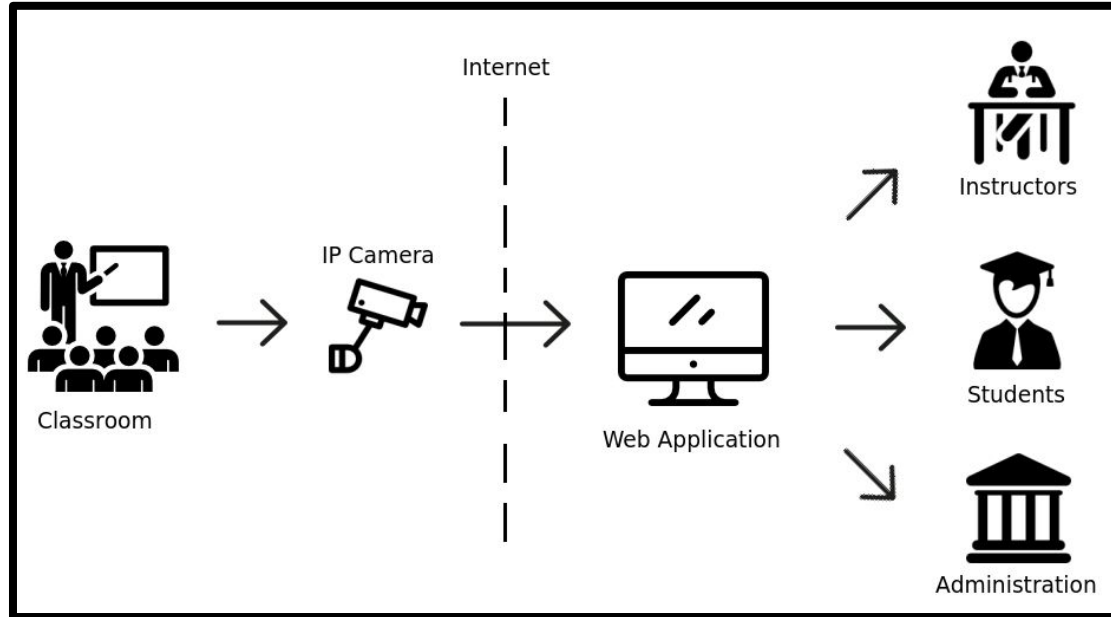 Internet
Instructors
IP Camera
Classroom
Web Application
Students
Administration